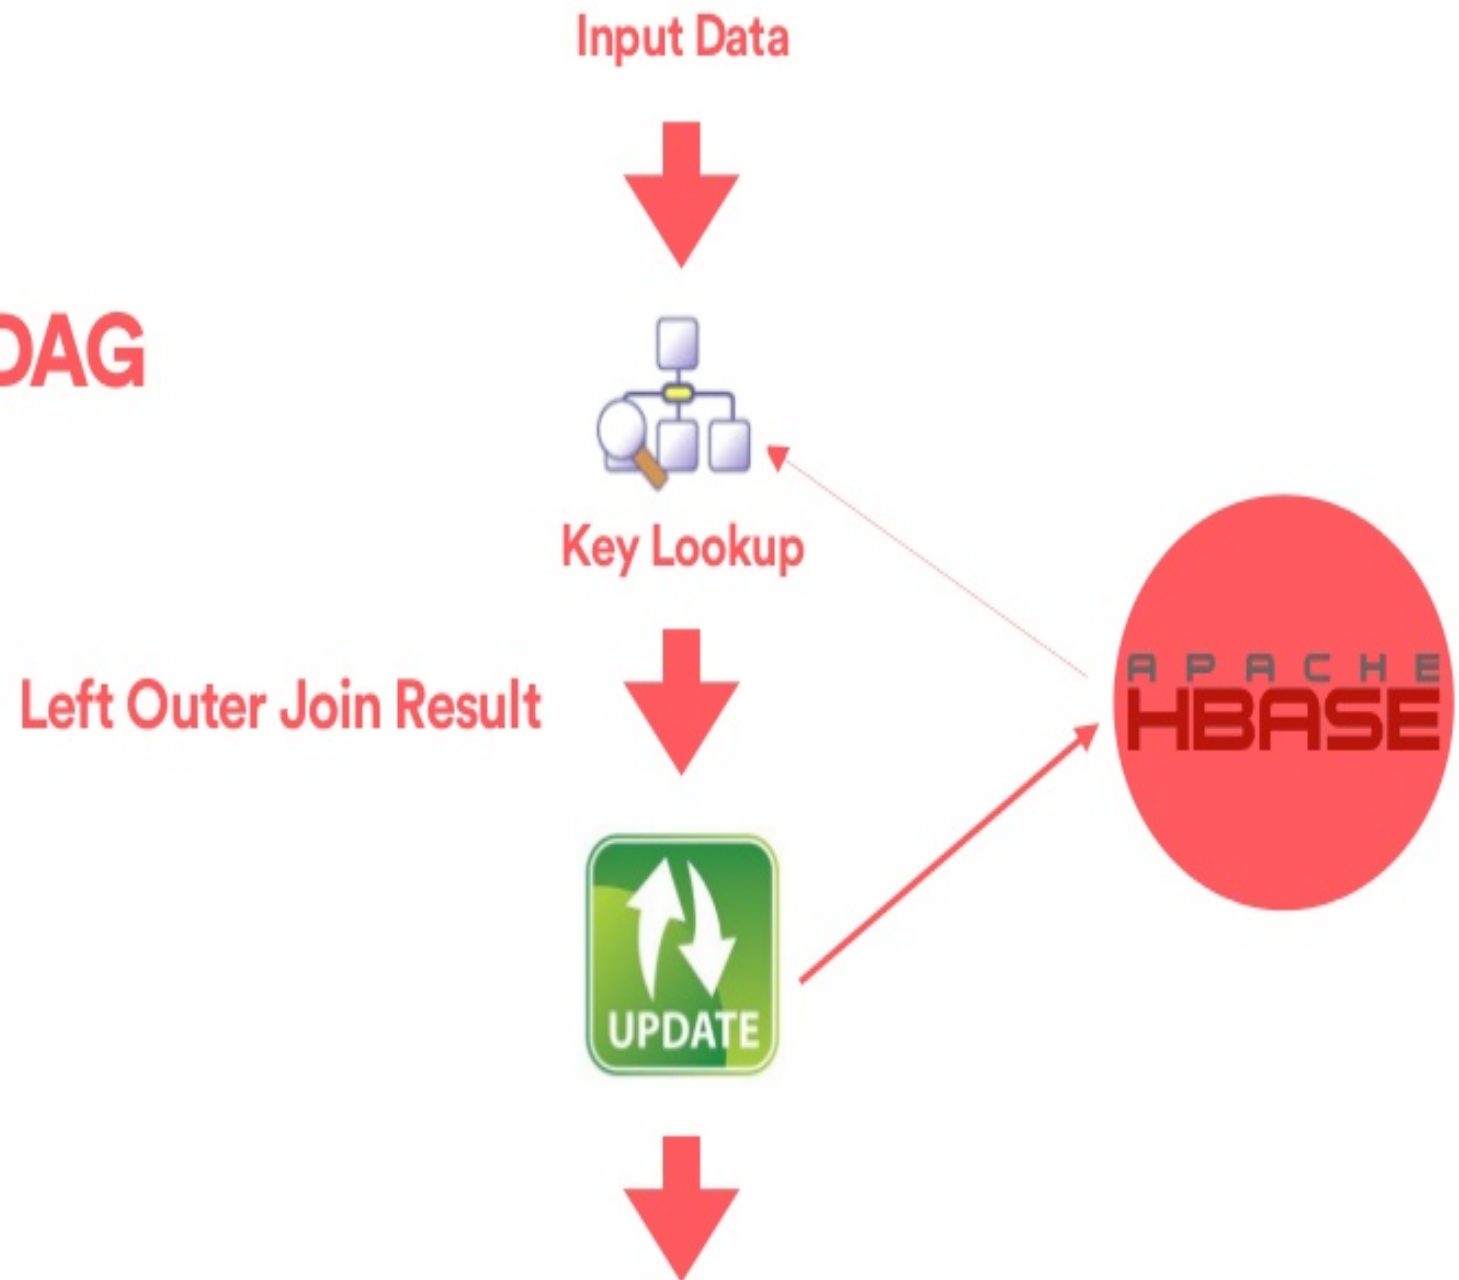 Input Data
DAG
Key Lookup
Left Outer Join Result
APACHE
HBASE
UPDATE